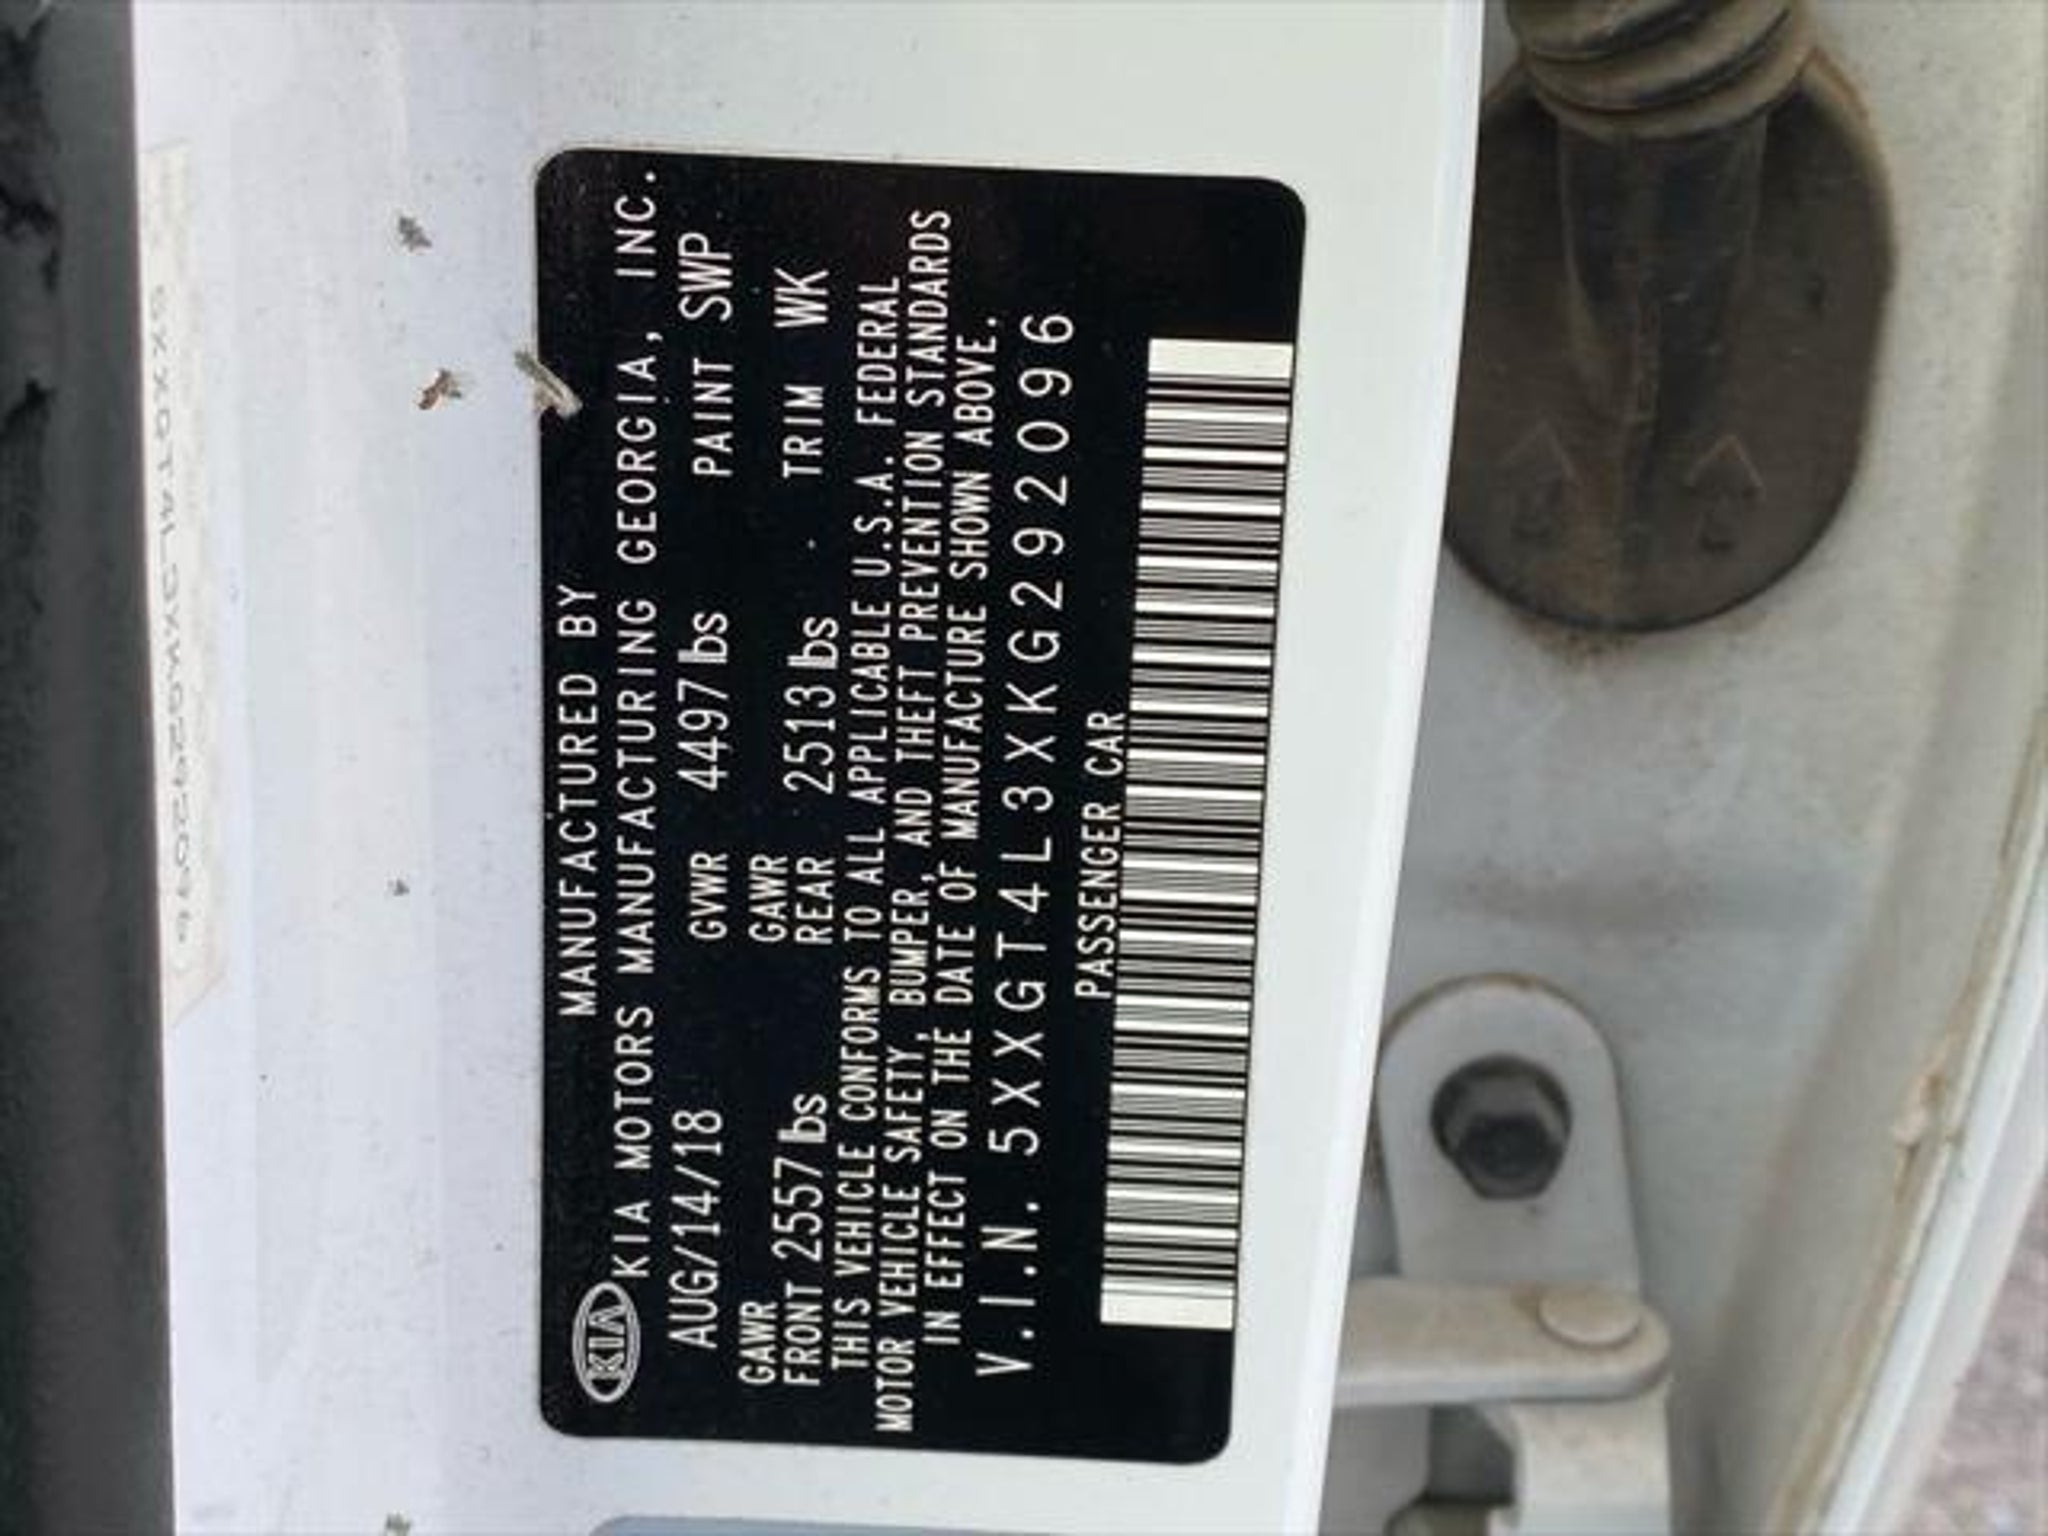 KIA
MANUFACTURED BY
KIA MOTORS MANUFACTURING GEORGIA, INC.
AUG/14/18 GVWR 4497 lbs PAINT SWP
GAWR GAWR
FRONT 2557 lbs REAR 2513 lbs TRIM WK
THIS VEHICLE CONFORMS TO ALL APPLICABLE U.S.A. FEDERAL
MOTOR VEHICLE SAFETY, BUMPER, AND THEFT PREVENTION STANDARDS
IN EFFECT ON THE DATE OF MANUFACTURE SHOWN ABOVE.
V.I.N. 5XXGT4L3XKG292096
PASSENGER CAR